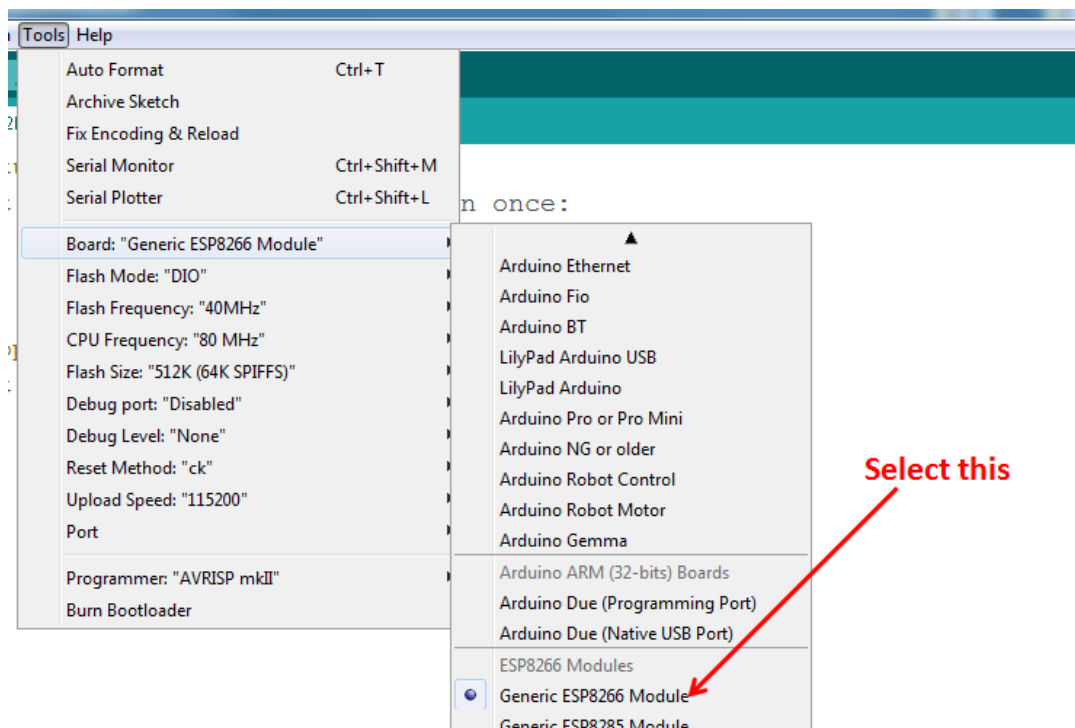 Tools Help
Auto Format Ctrl+T
Archive Sketch
Fix Encoding & Reload
Serial Monitor Ctrl+Shift+M
Serial Plotter Ctrl+Shift+L
n once:
Board: "Generic ESP8266 Module"
Flash Mode: "DIO"
Flash Frequency: "40MHz"
CPU Frequency: "80 MHz"
Flash Size: "512K (64K SPIFFS)"
Debug port: "Disabled"
Debug Level: "None"
Reset Method: "ck"
Upload Speed: "115200"
Port
Programmer: "AVRISP mkII"
Burn Bootloader
Arduino Ethernet
Arduino Fio
Arduino BT
LilyPad Arduino USB
LilyPad Arduino
Arduino Pro or Pro Mini
Arduino NG or older
Arduino Robot Control
Arduino Robot Motor
Arduino Gemma
Arduino ARM (32-bits) Boards
Arduino Due (Programming Port)
Arduino Due (Native USB Port)
ESP8266 Modules
Generic ESP8266 Module
Generic ESP8285 Module
Select this